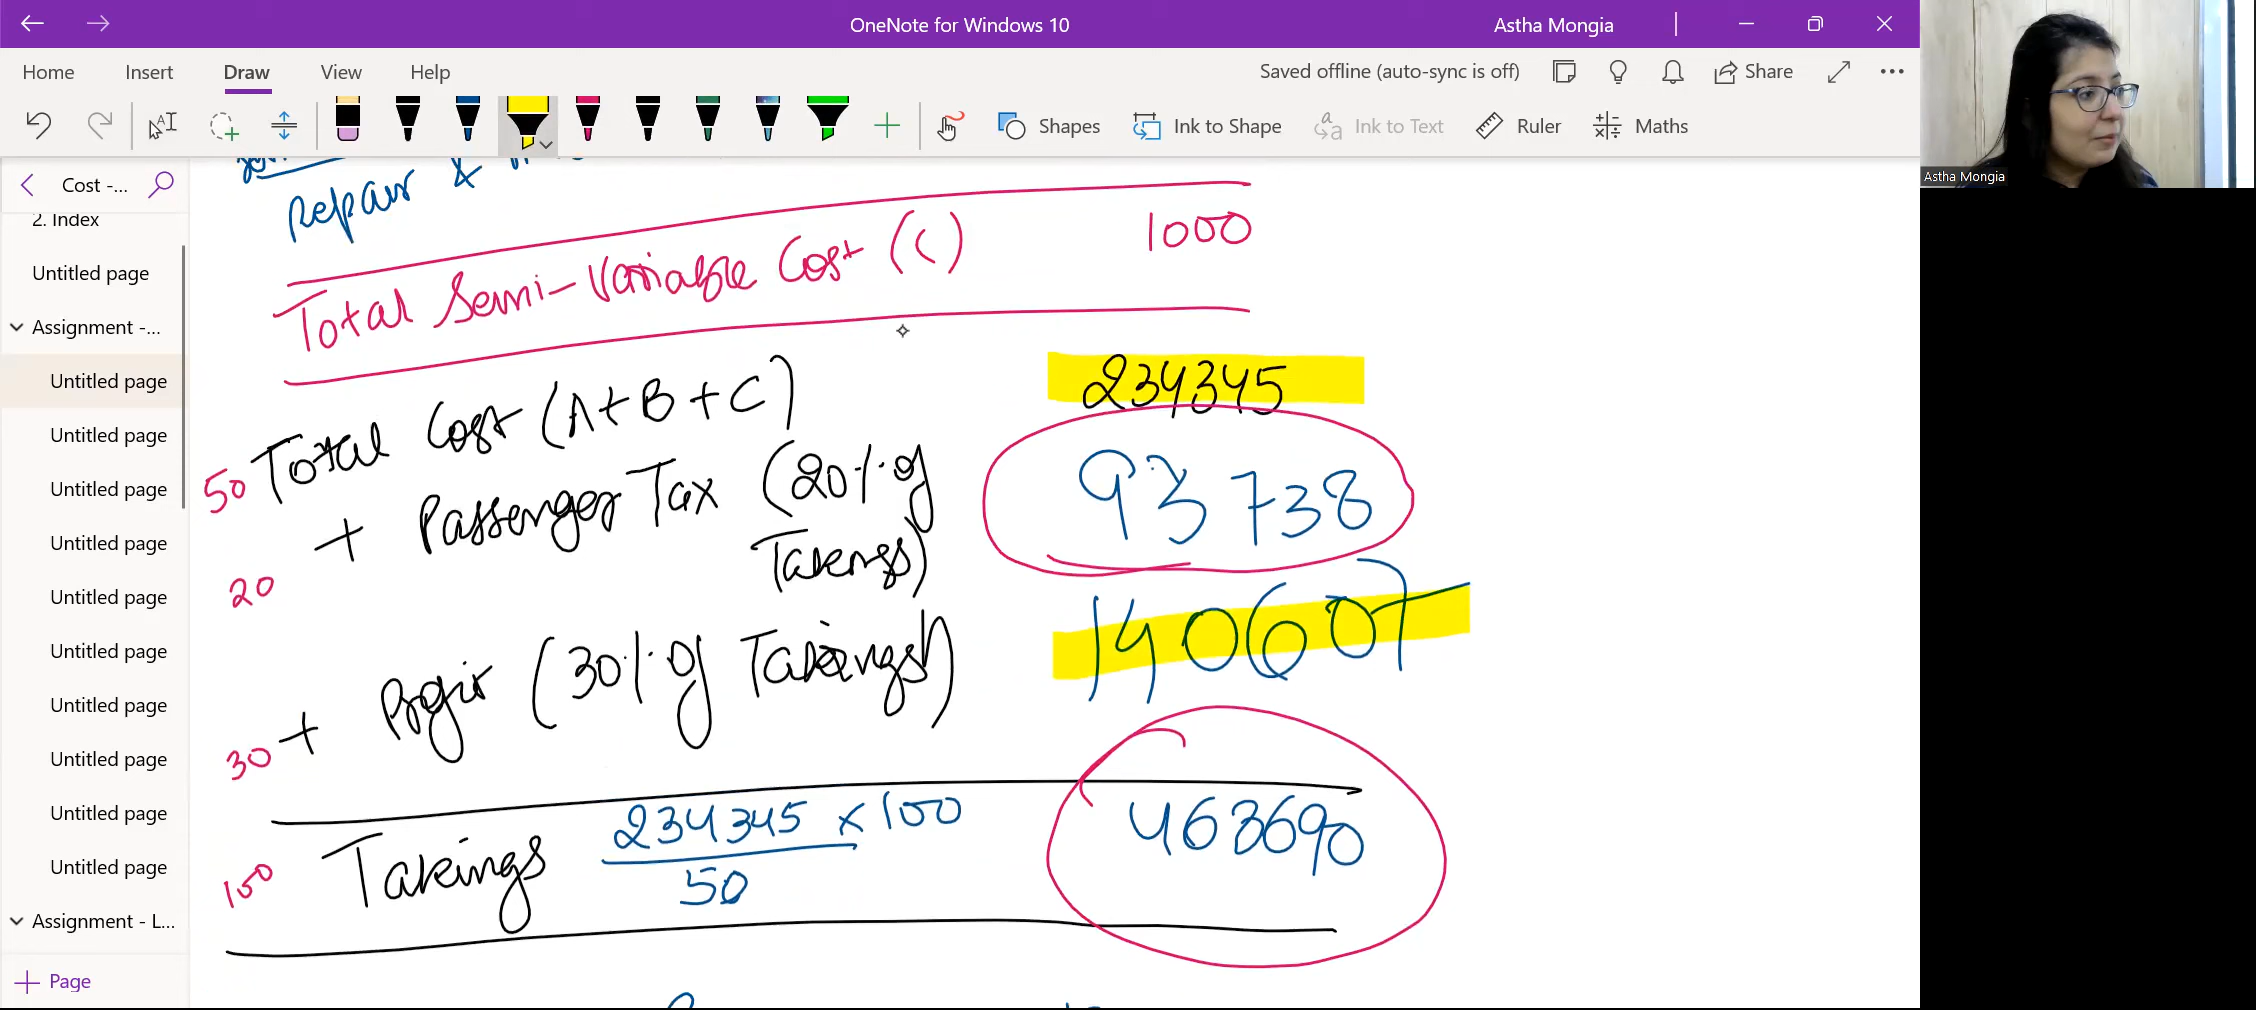 OneNote for Windows 10
Astha Mongia
Home Insert Draw View Help
Saved offline (auto-sync is off) Share
Shapes Ink to Shape Ink to Text Ruler Maths
Astha Mongia
Cost -...
2. Index
Untitled page
Assignment -...
Untitled page
Untitled page
Untitled page
Untitled page
Untitled page
Untitled page
Untitled page
Untitled page
Untitled page
Untitled page
Assignment - L...
Page
Repair &
Total Semi-Variable Cost (C) 1000
50 Total Cost (A+B+C) 234345
+ Passenger Tax (20% of 93738
20 Takings)
30 + Profit (30% of Takings) 140607
100 Takings 234345 x 100 463690
50